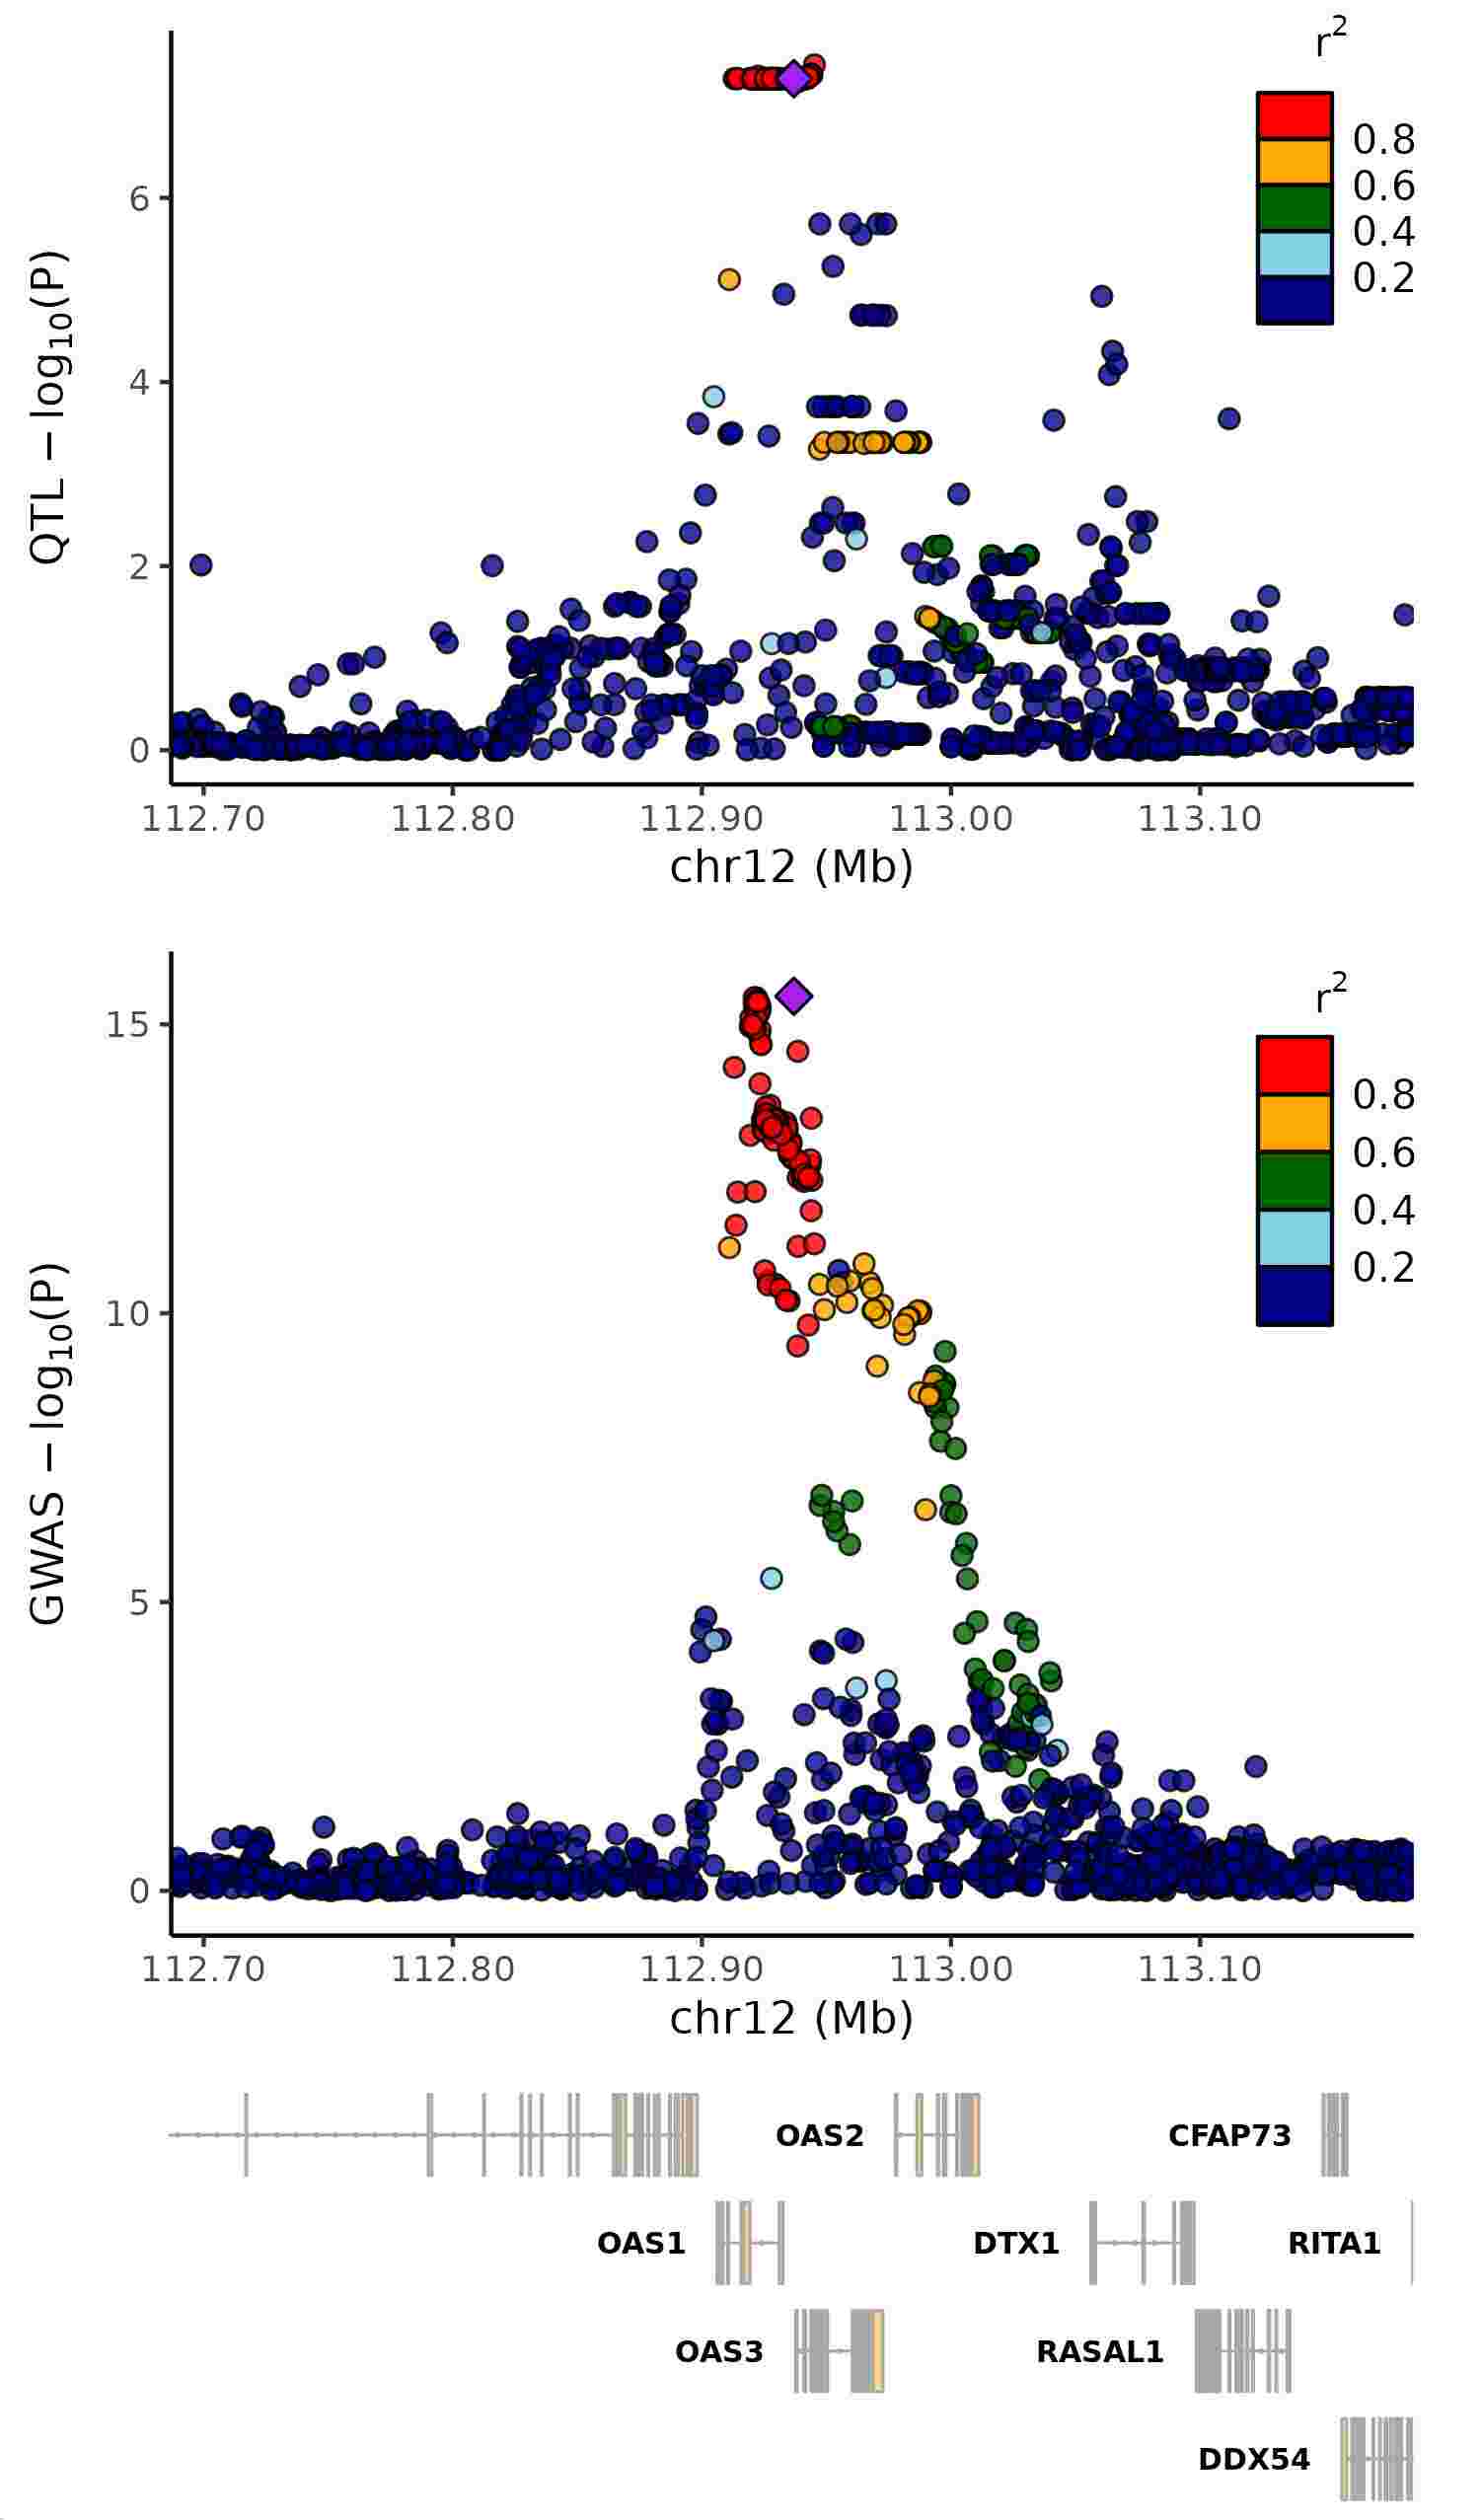 r²
0.8
0.6
0.4
0.2
6
4
2
0
QTL − log₁₀(P)
112.70 112.80 112.90 113.00 113.10
chr12 (Mb)
r²
0.8
0.6
0.4
0.2
15
10
5
0
GWAS − log₁₀(P)
112.70 112.80 112.90 113.00 113.10
chr12 (Mb)
OAS2 CFAP73
OAS1 DTX1 RITA1
OAS3 RASAL1
DDX54